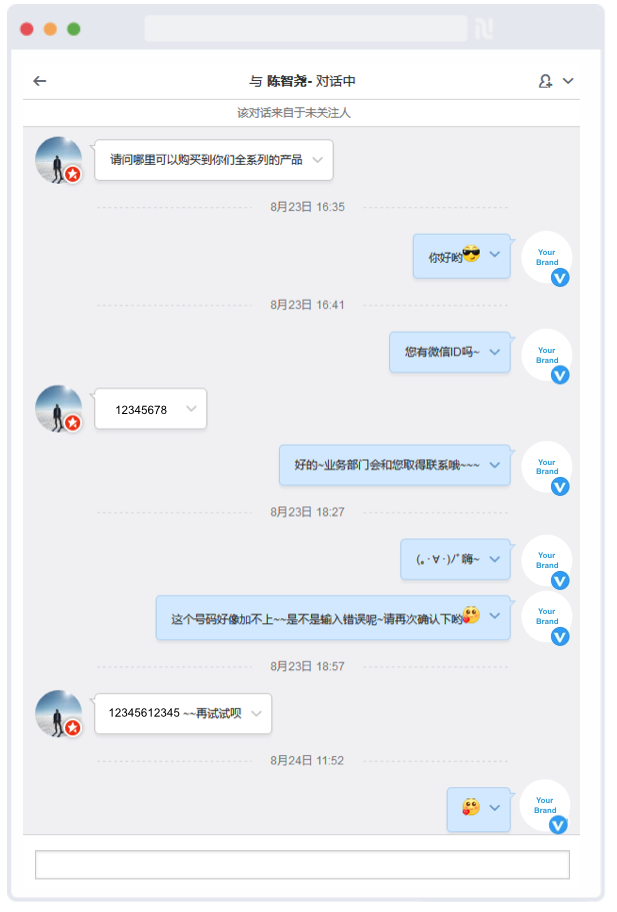 与 陈智尧- 对话中
该对话来自于未关注人
请问哪里可以购买到你们全系列的产品
8月23日 16:35
你好哟
Your
Brand
8月23日 16:41
您有微信ID吗~
Your
Brand
12345678
好的~业务部门会和您取得联系哦~~~
Your
Brand
8月23日 18:27
(｡･∀･)ﾉﾞ嗨~
Your
Brand
这个号码好像加不上~~是不是输入错误呢~请再次确认下哟
Your
Brand
8月23日 18:57
12345612345 ~~再试试呗
8月24日 11:52
Your
Brand